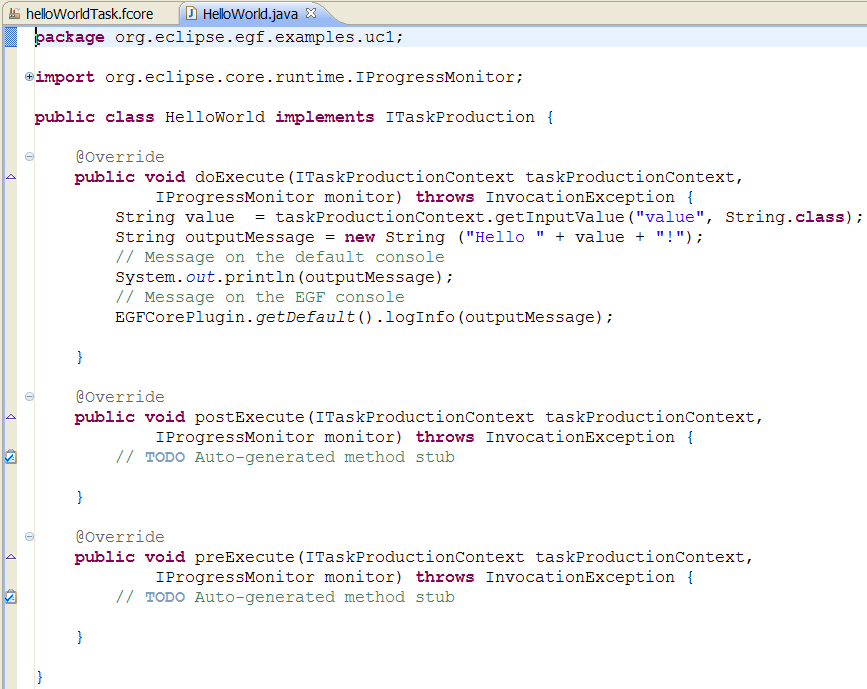 helloWorldTask.fcore HelloWorld.java
package org.eclipse.egf.examples.uc1;
import org.eclipse.core.runtime.IProgressMonitor;
public class HelloWorld implements ITaskProduction {
@Override
public void doExecute(ITaskProductionContext taskProductionContext,
IProgressMonitor monitor) throws InvocationException {
String value  = taskProductionContext.getInputValue("value", String.class);
String outputMessage = new String ("Hello " + value + "!");
// Message on the default console
System.out.println(outputMessage);
// Message on the EGF console
EGFCorePlugin.getDefault().logInfo(outputMessage);
}
@Override
public void postExecute(ITaskProductionContext taskProductionContext,
IProgressMonitor monitor) throws InvocationException {
// TODO Auto-generated method stub
}
@Override
public void preExecute(ITaskProductionContext taskProductionContext,
IProgressMonitor monitor) throws InvocationException {
// TODO Auto-generated method stub
}
}